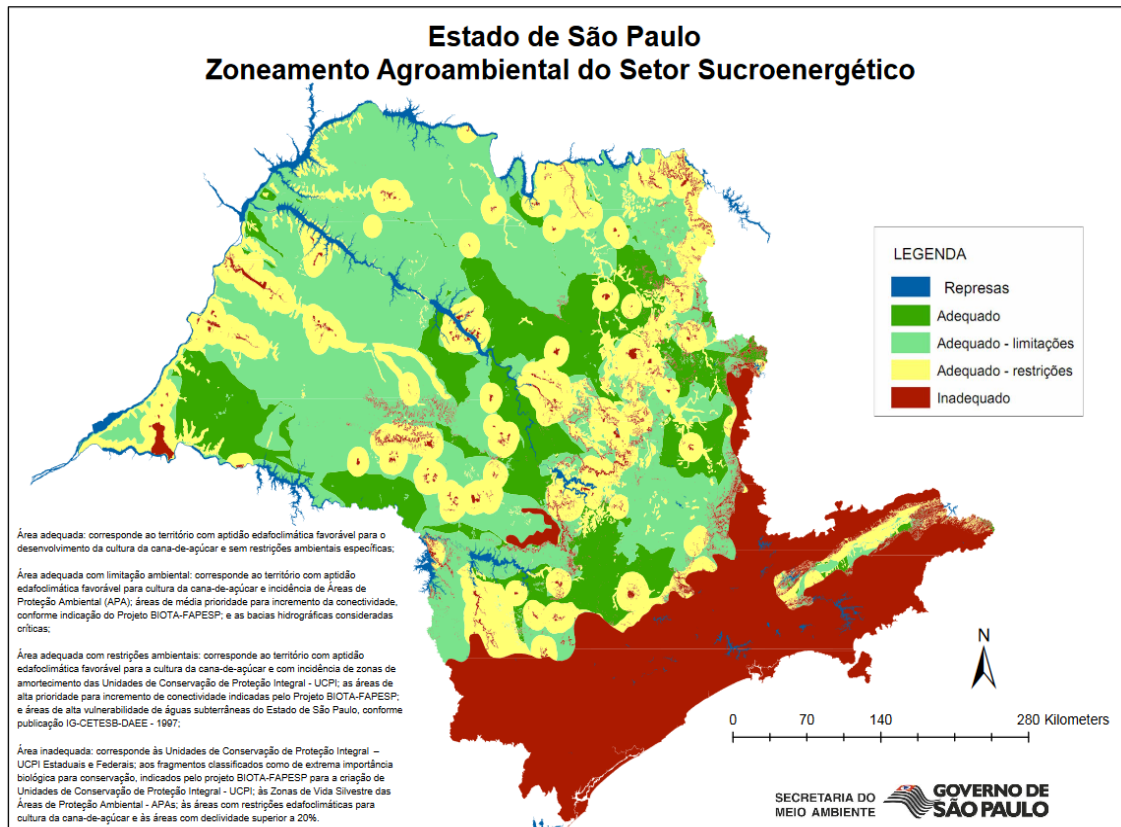 Estado de São Paulo
Zoneamento Agroambiental do Setor Sucroenergético
LEGENDA
Represas
Adequado
Adequado - limitações
Adequado - restrições
Inadequado
Área adequada: corresponde ao território com aptidão edafoclimática favorável para o
desenvolvimento da cultura da cana-de-açúcar e sem restrições ambientais específicas;
Área adequada com limitação ambiental: corresponde ao território com aptidão
edafoclimática favorável para cultura da cana-de-açúcar e incidência de Áreas de
Proteção Ambiental (APA); áreas de média prioridade para incremento da conectividade,
conforme indicação do Projeto BIOTA-FAPESP; e as bacias hidrográficas consideradas
críticas;
Área adequada com restrições ambientais: corresponde ao território com aptidão
edafoclimática favorável para a cultura da cana-de-açúcar e com incidência de zonas de
amortecimento das Unidades de Conservação de Proteção Integral - UCPI; as áreas de
alta prioridade para incremento de conectividade indicadas pelo Projeto BIOTA-FAPESP;
e áreas de alta vulnerabilidade de águas subterrâneas do Estado de São Paulo, conforme
publicação IG-CETESB-DAEE - 1997;
Área inadequada: corresponde às Unidades de Conservação de Proteção Integral –
UCPI Estaduais e Federais; aos fragmentos classificados como de extrema importância
biológica para conservação, indicados pelo projeto BIOTA-FAPESP para a criação de
Unidades de Conservação de Proteção Integral - UCPI; às Zonas de Vida Silvestre das
Áreas de Proteção Ambiental - APAs; às áreas com restrições edafoclimáticas para
cultura da cana-de-açúcar e às áreas com declividade superior a 20%.
N
0 70 140 280 Kilometers
SECRETARIA DO
MEIO AMBIENTE
GOVERNO DE
SÃO PAULO